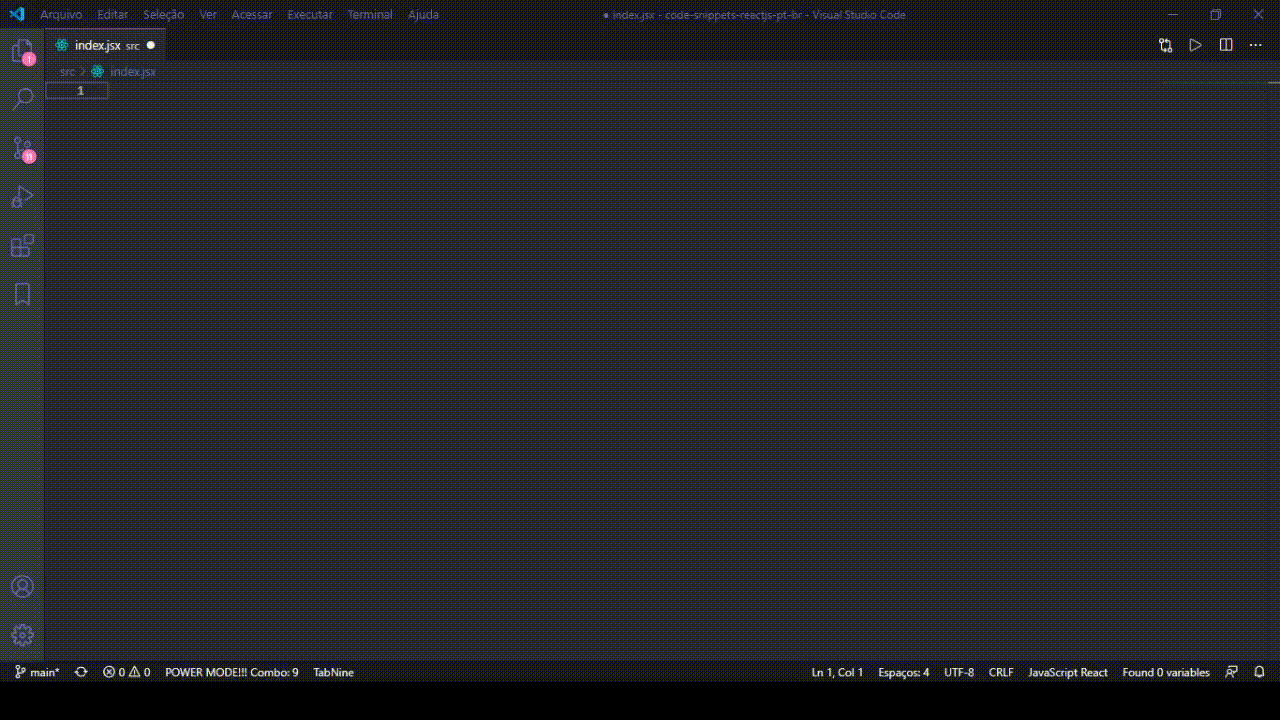 Arquivo Editar Seleção Ver Acessar Executar Terminal Ajuda
● index.jsx - code-snippets-reactjs-pt-br - Visual Studio Code
index.jsx src ●
src > index.jsx
1
1
11
main* 0 0 POWER MODE!!! Combo: 9 TabNine
Ln 1, Col 1 Espaços: 4 UTF-8 CRLF JavaScript React Found 0 variables